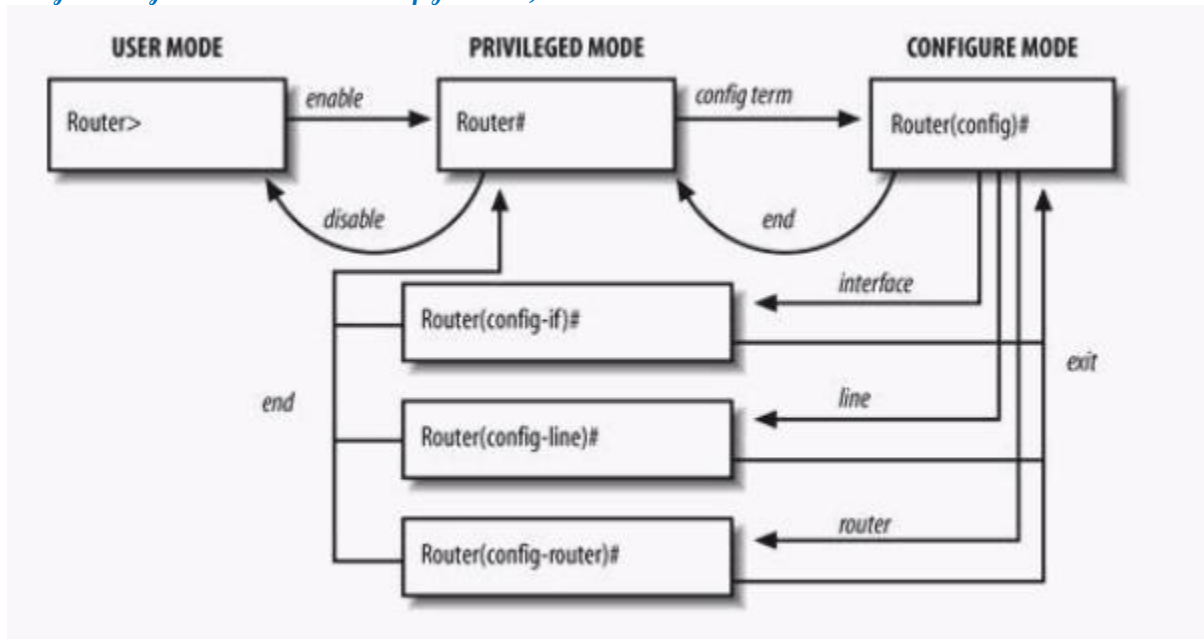 USER MODE
PRIVILEGED MODE
CONFIGURE MODE
Router>
enable
Router#
config term
Router(config)#
disable
end
interface
Router(config-if)#
exit
end
line
Router(config-line)#
router
Router(config-router)#